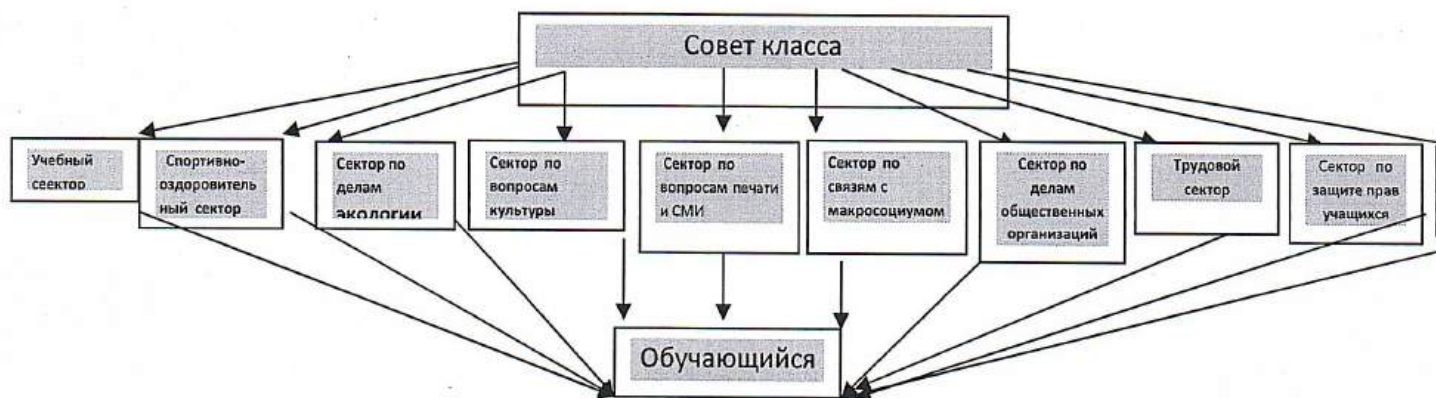 Совет класса
Учебный
сеектор
Спортивно-
оздоровитель
ный сектор
Сектор по
делам
экологии
Сектор по
вопросам
культуры
Сектор по
вопросам печати
и СМИ
Сектор по
связям с
макросоциумом
Сектор по
делам
общественных
организаций
Трудовой
сектор
Сектор по
защите прав
учащихся
Обучающийся